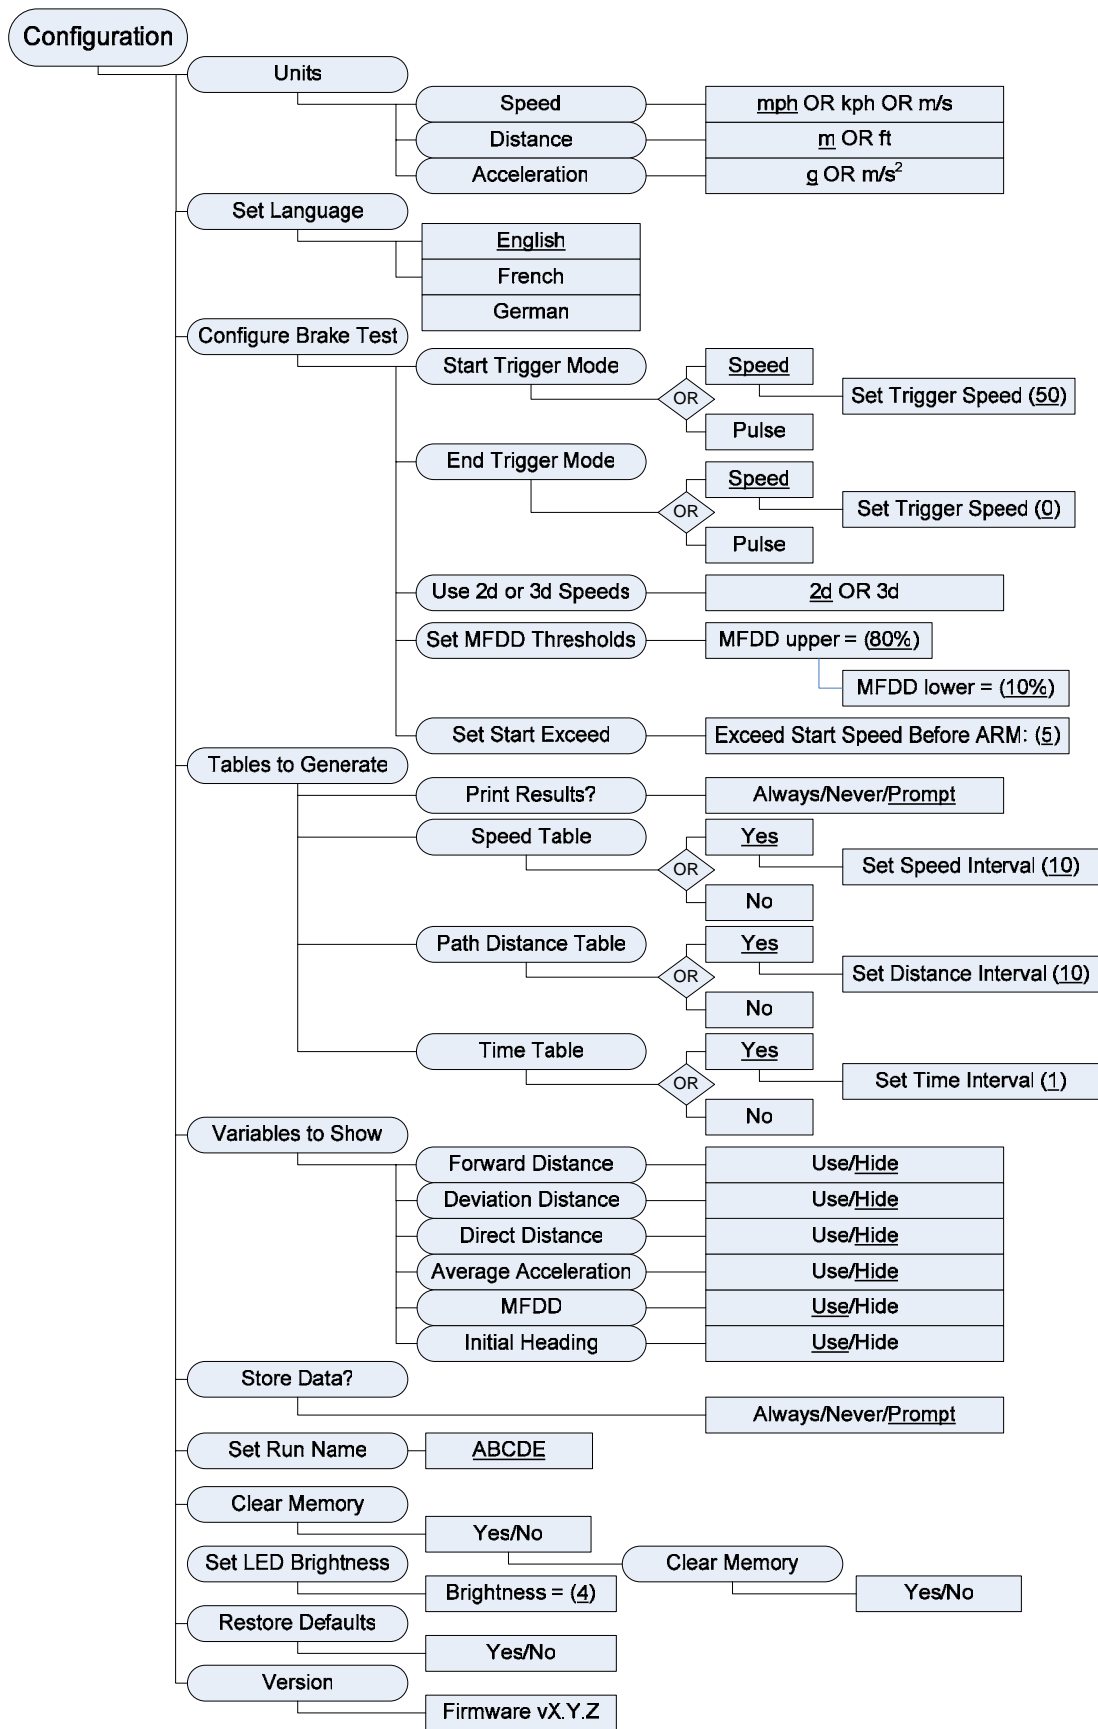 Configuration
Units
Speed
mph OR kph OR m/s
Distance
m OR ft
Acceleration
g OR m/s²
Set Language
English
French
German
Configure Brake Test
Start Trigger Mode
OR
Speed
Set Trigger Speed (50)
Pulse
End Trigger Mode
OR
Speed
Set Trigger Speed (0)
Pulse
Use 2d or 3d Speeds
2d OR 3d
Set MFDD Thresholds
MFDD upper = (80%)
MFDD lower = (10%)
Set Start Exceed
Exceed Start Speed Before ARM: (5)
Tables to Generate
Print Results?
Always/Never/Prompt
Speed Table
OR
Yes
Set Speed Interval (10)
No
Path Distance Table
OR
Yes
Set Distance Interval (10)
No
Time Table
OR
Yes
Set Time Interval (1)
No
Variables to Show
Forward Distance
Use/Hide
Deviation Distance
Use/Hide
Direct Distance
Use/Hide
Average Acceleration
Use/Hide
MFDD
Use/Hide
Initial Heading
Use/Hide
Store Data?
Always/Never/Prompt
Set Run Name
ABCDE
Clear Memory
Yes/No
Clear Memory
Yes/No
Set LED Brightness
Brightness = (4)
Restore Defaults
Yes/No
Version
Firmware vX.Y.Z